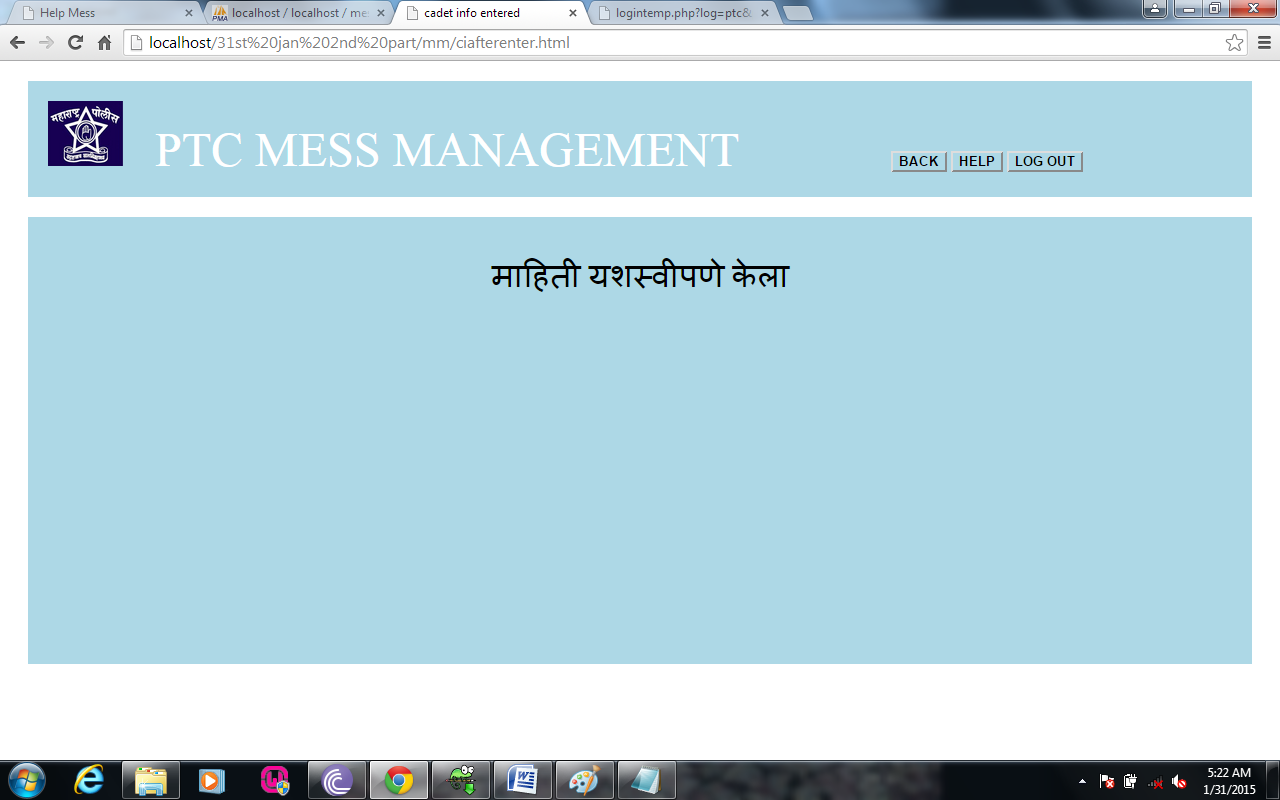 Help Mess
localhost / localhost / me
cadet info entered
logintemp.php?log=ptc&
localhost/31st%20jan%202nd%20part/mm/ciafterenter.html
महाराष्ट्र पोलीस
PTC MESS MANAGEMENT
BACK HELP LOG OUT
माहिती यशस्वीपणे केला
5:22 AM
1/31/2015